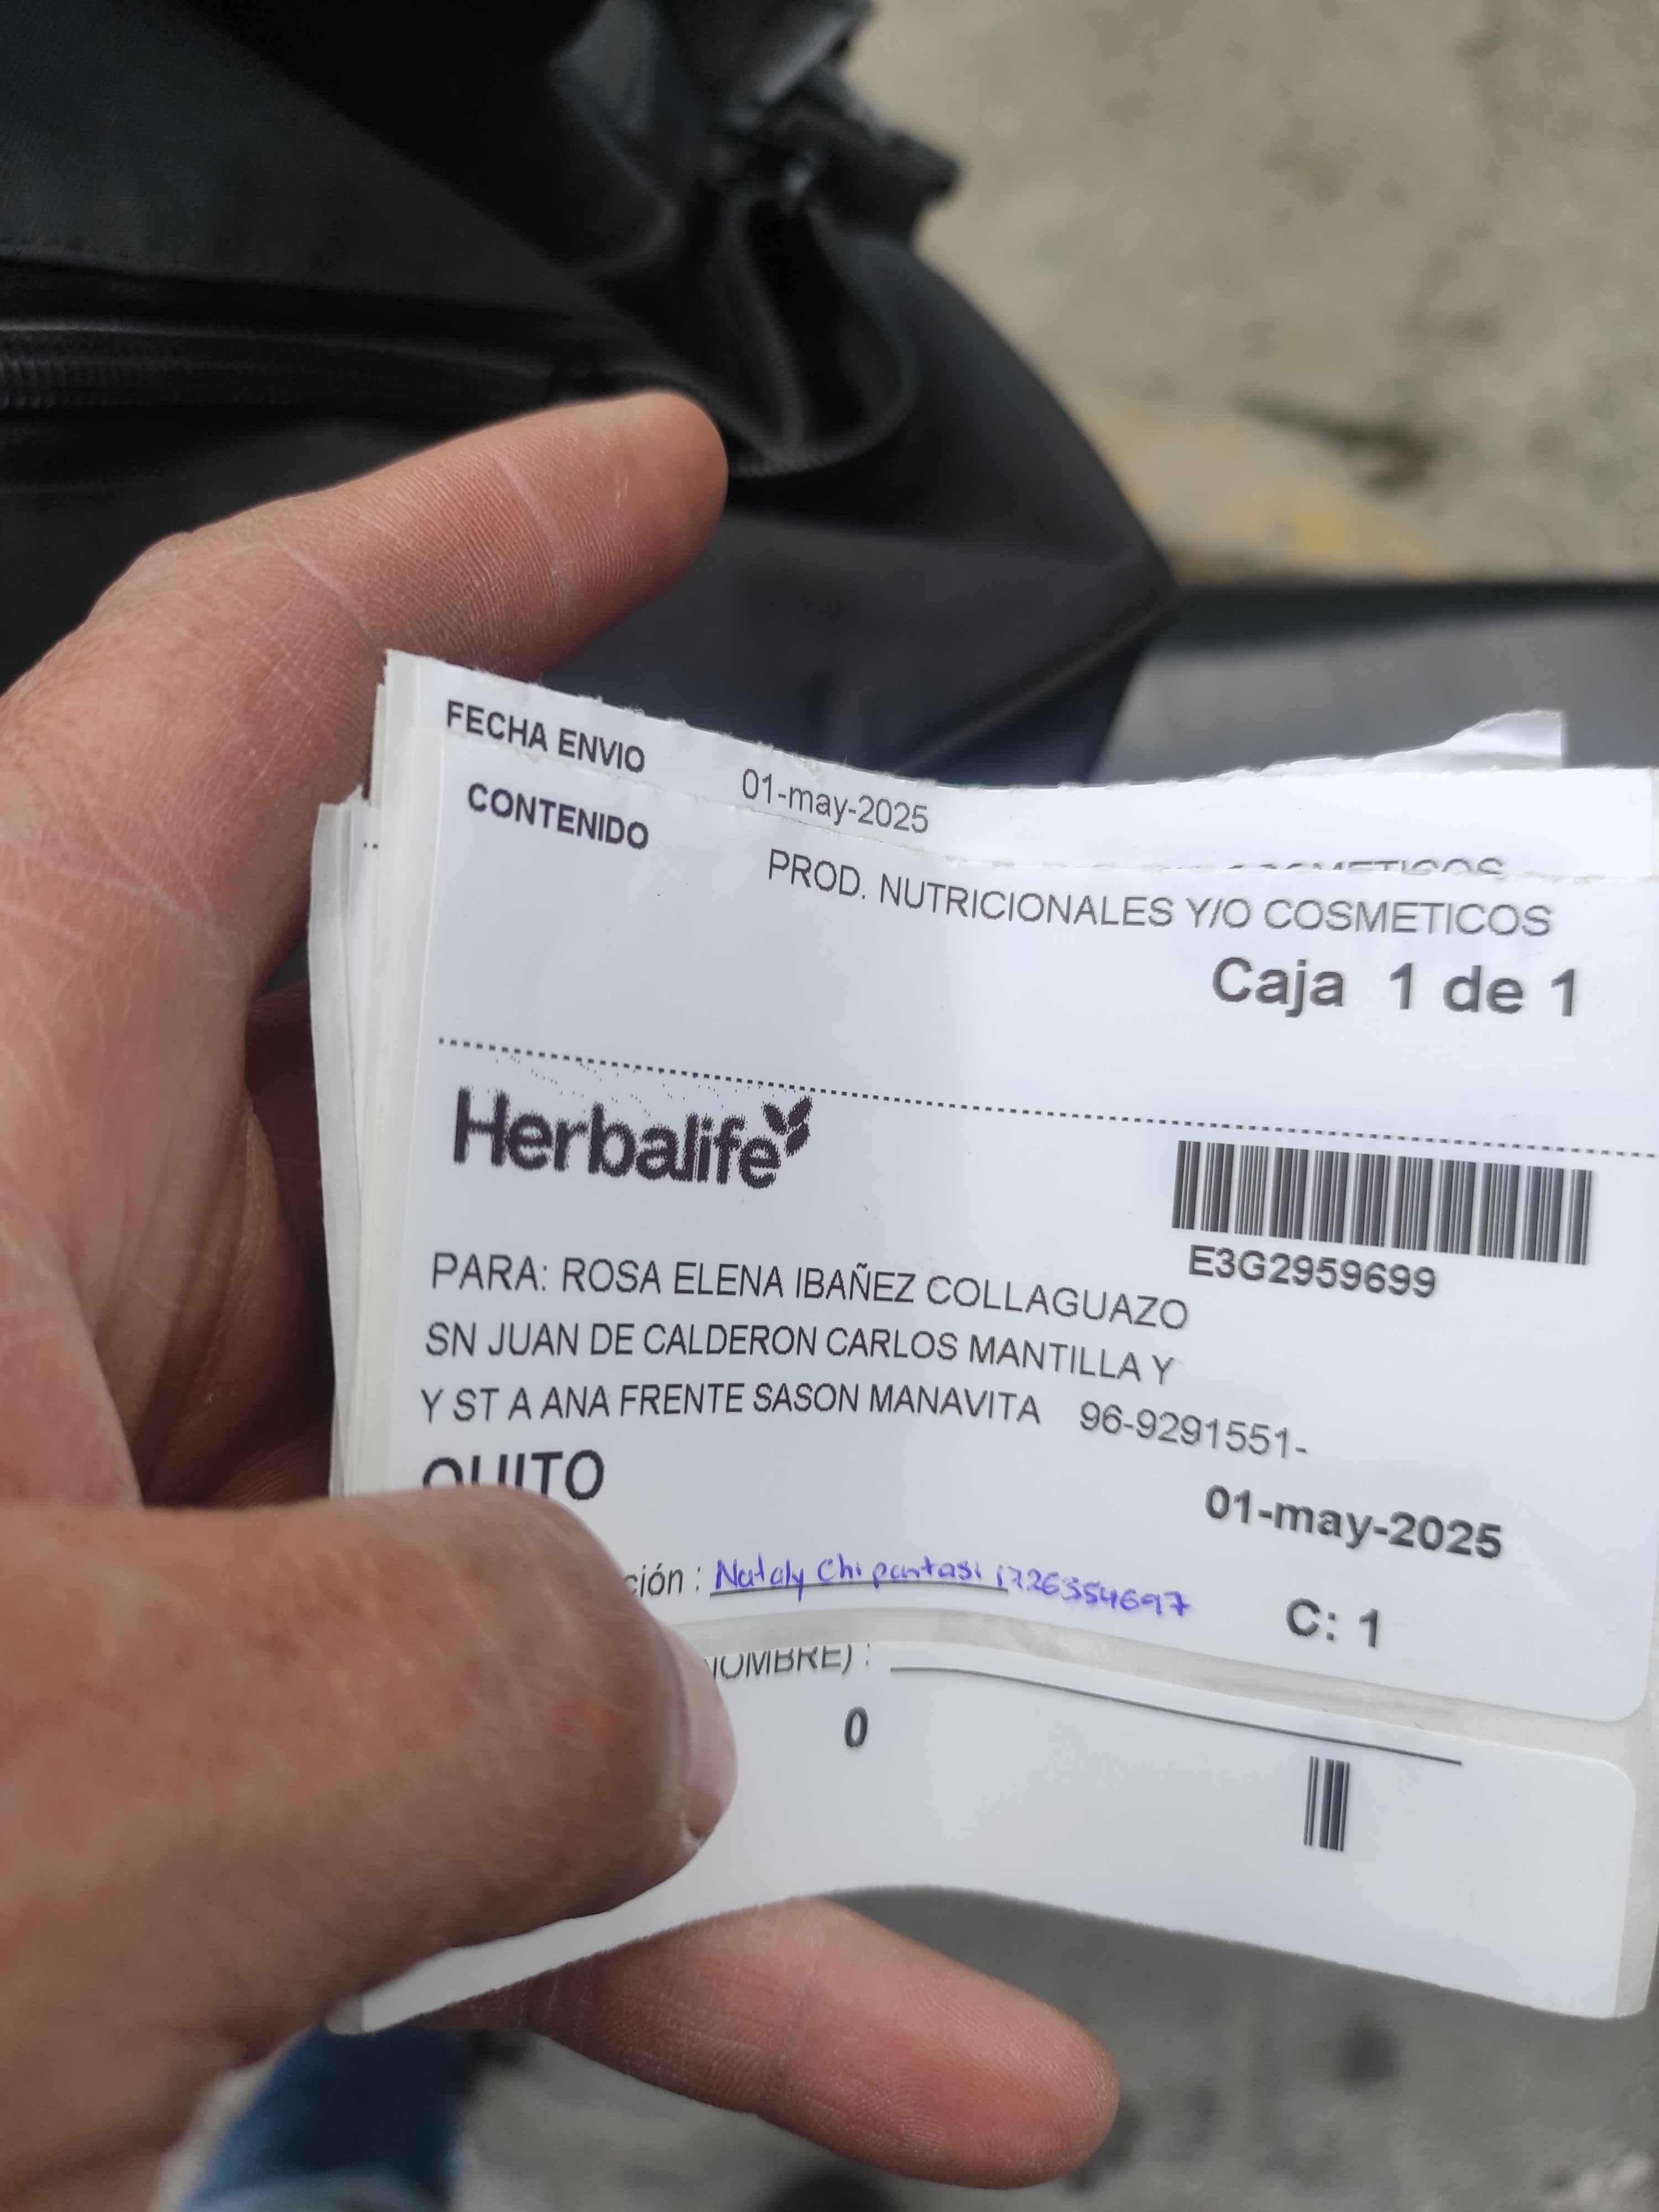 FECHA ENVIO 01-may-2025
CONTENIDO PROD. NUTRICIONALES Y/O COSMETICOS
Caja 1 de 1
Herbalife
E3G2959699
PARA: ROSA ELENA IBAÑEZ COLLAGUAZO
SN JUAN DE CALDERON CARLOS MANTILLA Y
Y ST A ANA FRENTE SASON MANAVITA 96-9291551-
QUITO
01-may-2025
ción : Nataly Chipantasi 1726354697
C: 1
OMBRE) :
0